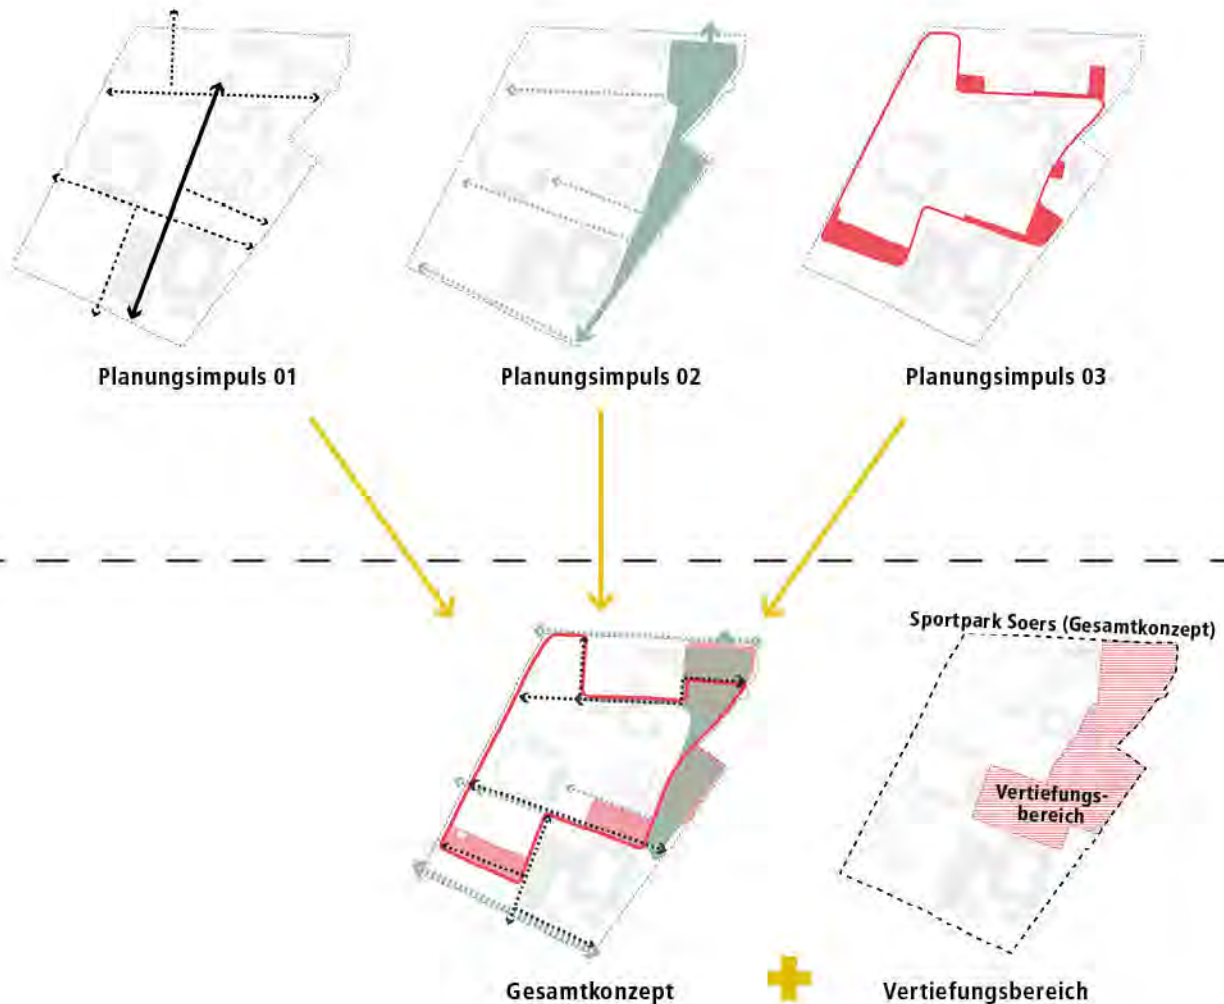 Planungsimpuls 01
Planungsimpuls 02
Planungsimpuls 03
Sportpark Soers (Gesamtkonzept)
Vertiefungs-
bereich
Gesamtkonzept
Vertiefungsbereich